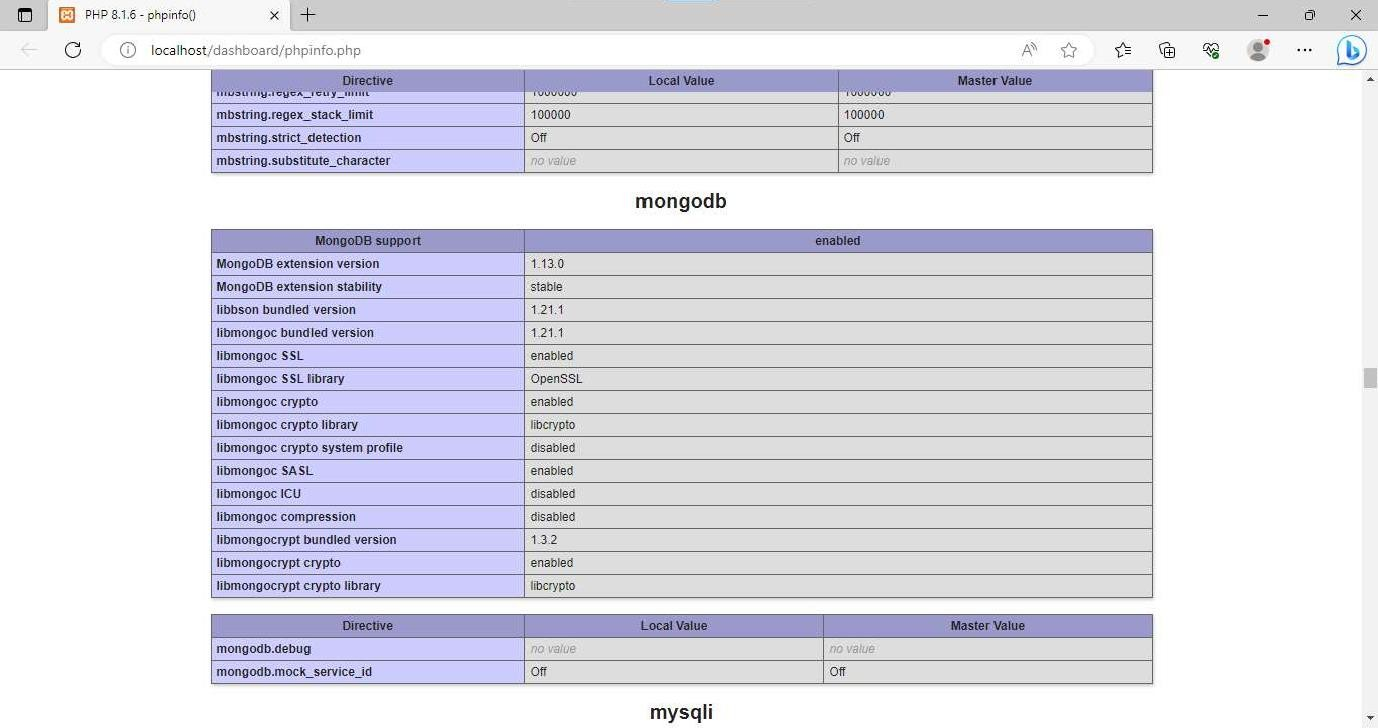 PHP 8.1.6 - phpinfo()
localhost/dashboard/phpinfo.php
Directive Local Value Master Value
mbstring.regex_retry_limit 1000000 1000000
mbstring.regex_stack_limit 100000 100000
mbstring.strict_detection Off Off
mbstring.substitute_character no value no value
mongodb
MongoDB support enabled
MongoDB extension version 1.13.0
MongoDB extension stability stable
libbson bundled version 1.21.1
libmongoc bundled version 1.21.1
libmongoc SSL enabled
libmongoc SSL library OpenSSL
libmongoc crypto enabled
libmongoc crypto library libcrypto
libmongoc crypto system profile disabled
libmongoc SASL enabled
libmongoc ICU disabled
libmongoc compression disabled
libmongocrypt bundled version 1.3.2
libmongocrypt crypto enabled
libmongocrypt crypto library libcrypto
Directive Local Value Master Value
mongodb.debug no value no value
mongodb.mock_service_id Off Off
mysqli